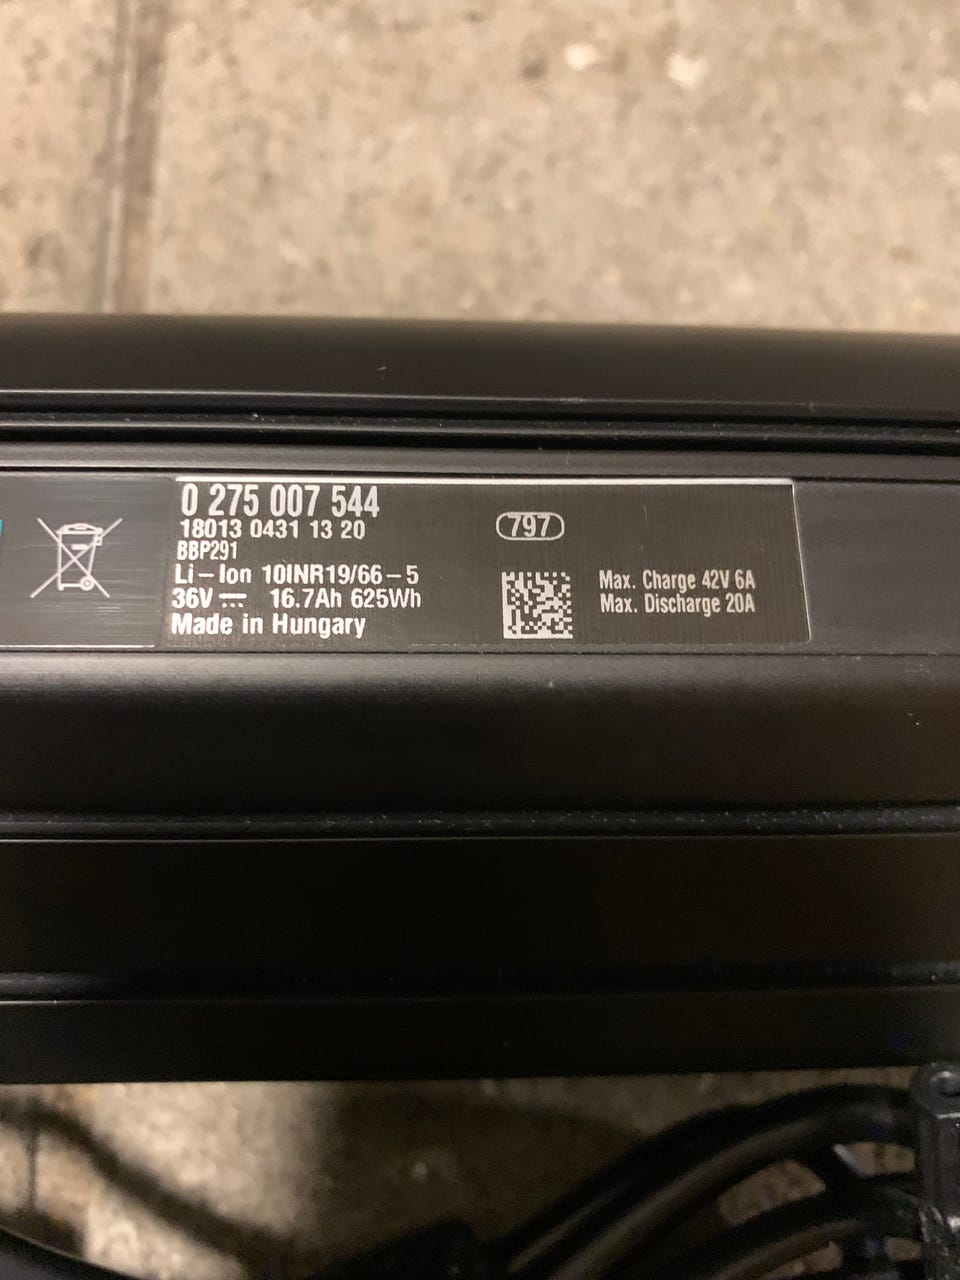 0 275 007 544
18013 0431 13 20
BBP291
Li-Ion 10INR19/66-5
36V 16.7Ah 625Wh
Made in Hungary
797
Max. Charge 42V 6A
Max. Discharge 20A